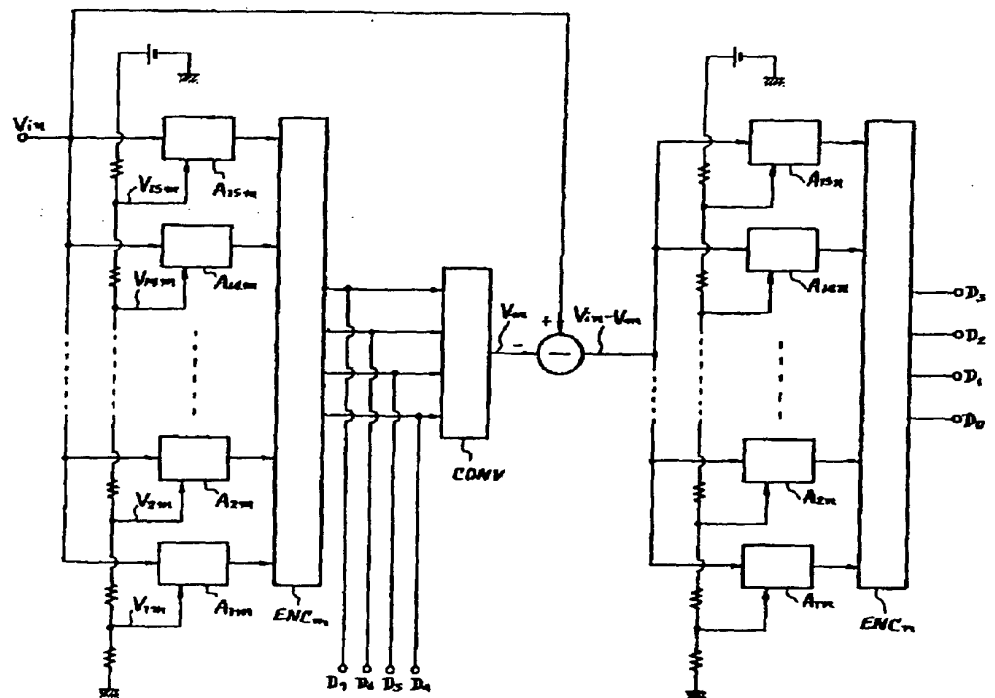 Vin
V15m
A15m
V14m
A14m
V2m
A2m
V1m
A1m
ENCm
D7 D6 D5 D4
CONV
Vm
+
-
Vin-Vm
A15n
A14n
A2n
A1n
ENCn
D3
D2
D1
D0